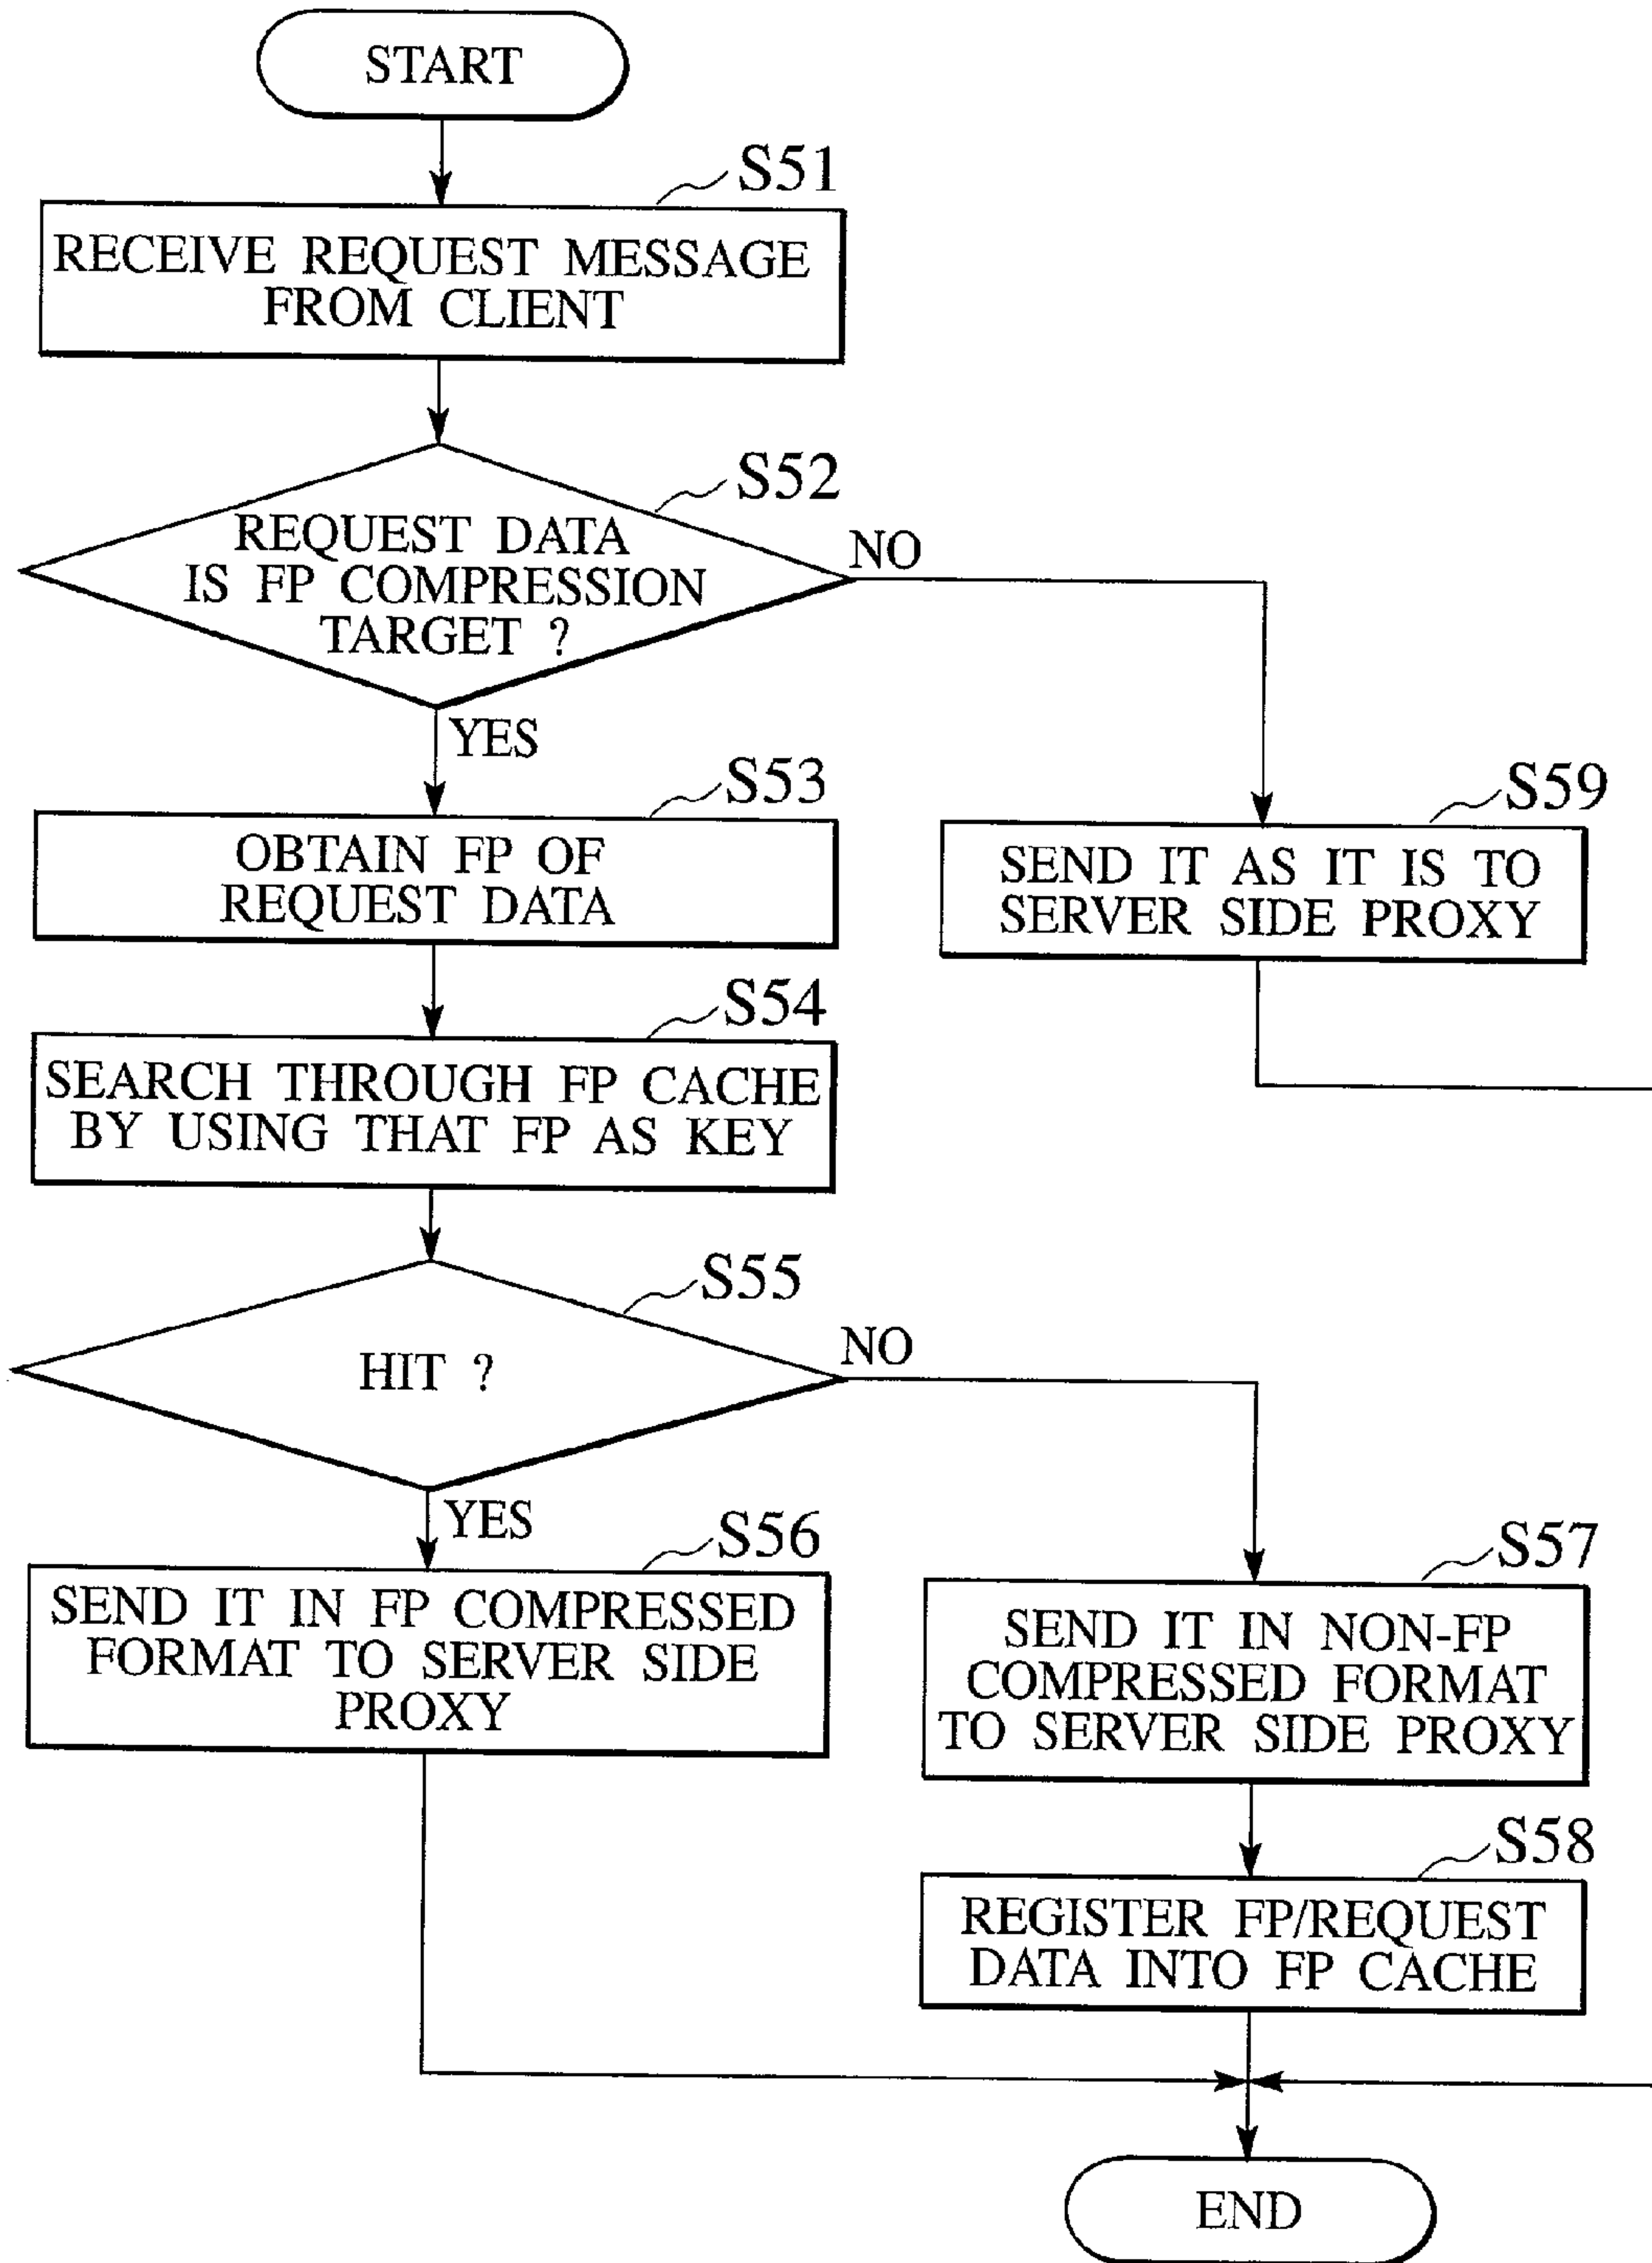 START
S51
RECEIVE REQUEST MESSAGE
FROM CLIENT
S52
REQUEST DATA
IS FP COMPRESSION
TARGET ?
NO
YES
S53
OBTAIN FP OF
REQUEST DATA
S59
SEND IT AS IT IS TO
SERVER SIDE PROXY
S54
SEARCH THROUGH FP CACHE
BY USING THAT FP AS KEY
S55
HIT ?
NO
YES
S56
SEND IT IN FP COMPRESSED
FORMAT TO SERVER SIDE
PROXY
S57
SEND IT IN NON-FP
COMPRESSED FORMAT
TO SERVER SIDE PROXY
S58
REGISTER FP/REQUEST
DATA INTO FP CACHE
END